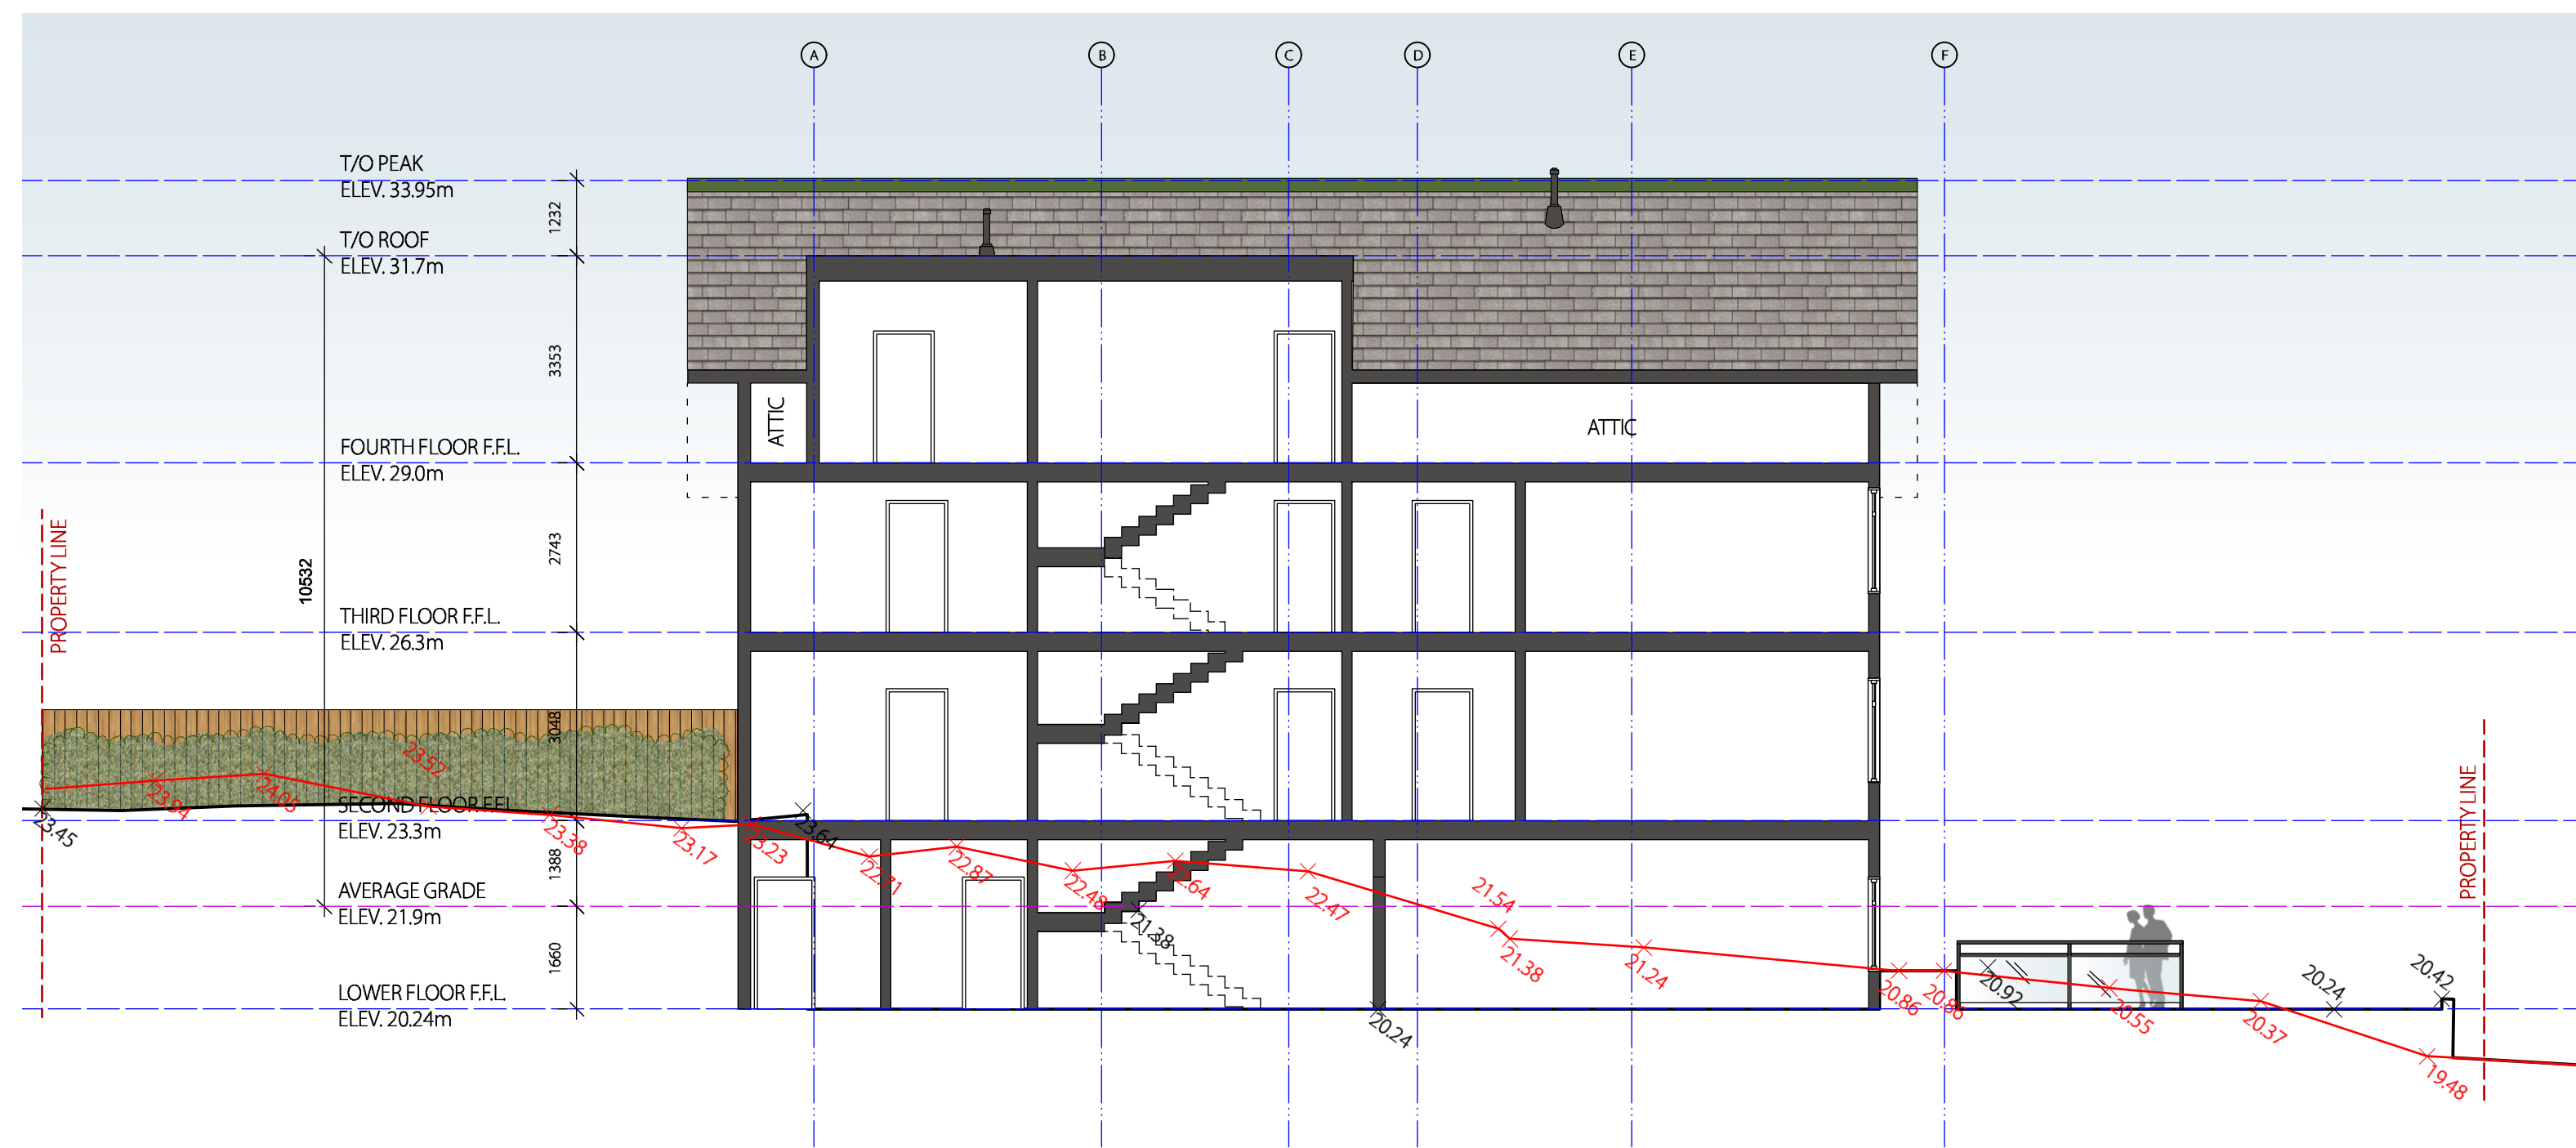 A
B
C
D
E
F
T/O PEAK
ELEV. 33.95m
1232
T/O ROOF
ELEV. 31.7m
3353
ATTIC
ATTIC
FOURTH FLOOR F.F.L.
ELEV. 29.0m
PROPERTY LINE
10532
2743
THIRD FLOOR F.F.L.
ELEV. 26.3m
3048
23.52
23.94
24.05
SECOND FLOOR F.F.L.
ELEV. 23.3m
23.45
23.38
23.17
23.23
23.64
1388
22.71
22.87
22.48
22.64
22.47
AVERAGE GRADE
ELEV. 21.9m
21.38
21.54
21.38
21.24
PROPERTY LINE
1660
LOWER FLOOR F.F.L.
ELEV. 20.24m
20.24
20.86
20.86
20.92
20.55
20.37
20.24
20.42
19.48